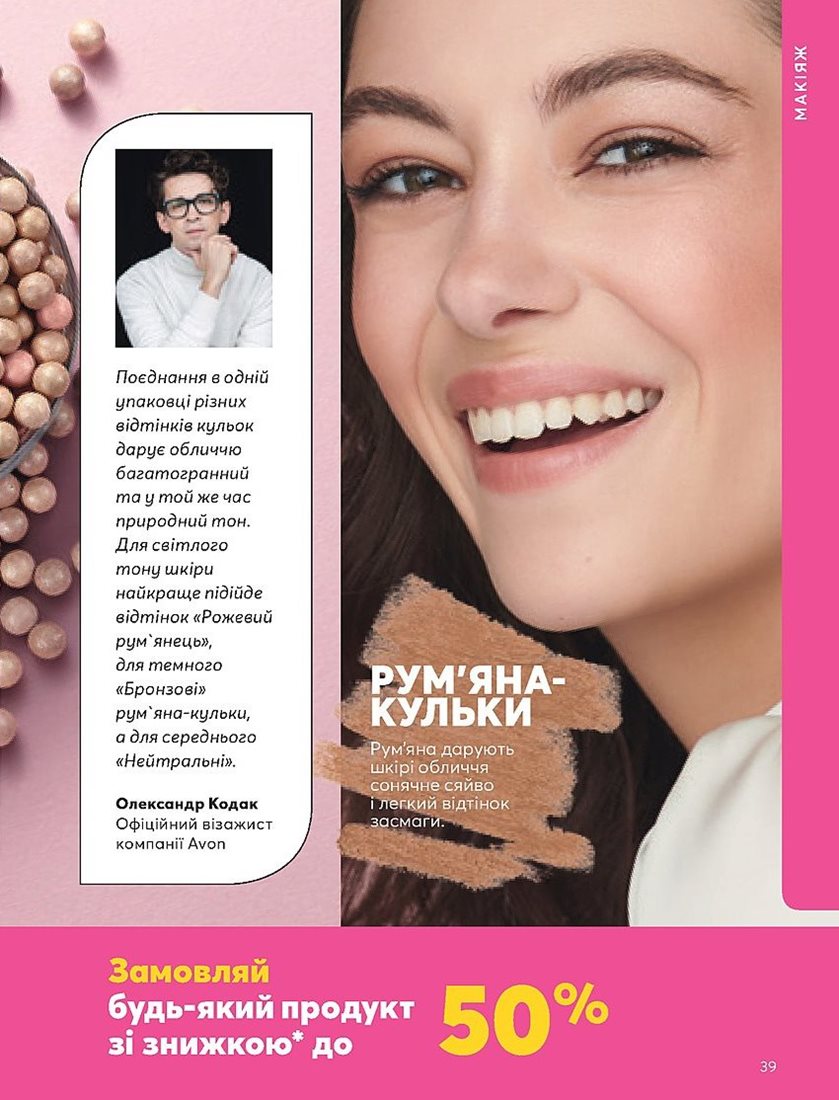 МАКІЯЖ
Поєднання в одній
упаковці різних
відтінків кульок
дарує обличчю
багатогранний
та у той же час
природний тон.
Для світлого
тону шкіри
найкраще підійде
відтінок «Рожевий
рум`янець»,
для темного
«Бронзові»
рум`яна-кульки,
а для середнього
«Нейтральні».
Олександр Кодак
Офіційний візажист
компанії Avon
РУМ’ЯНА-
КУЛЬКИ
Рум’яна дарують
шкірі обличчя
сонячне сяйво
і легкий відтінок
засмаги.
Замовляй
будь-який продукт
зі знижкою* до
50%
39